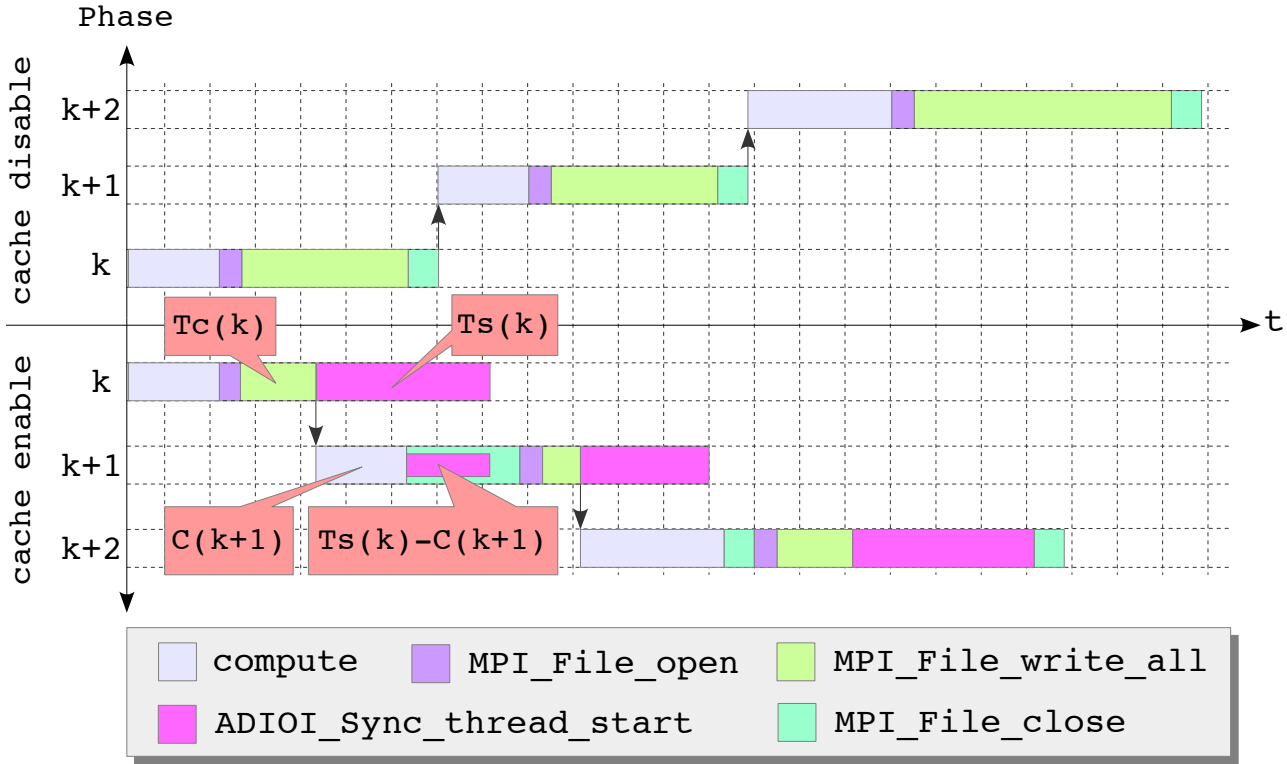 Phase
cache disable
k+2
k+1
k
t
Tc(k)
Ts(k)
cache enable
k
k+1
C(k+1)
Ts(k)-C(k+1)
k+2
compute
MPI_File_open
MPI_File_write_all
ADIOI_Sync_thread_start
MPI_File_close